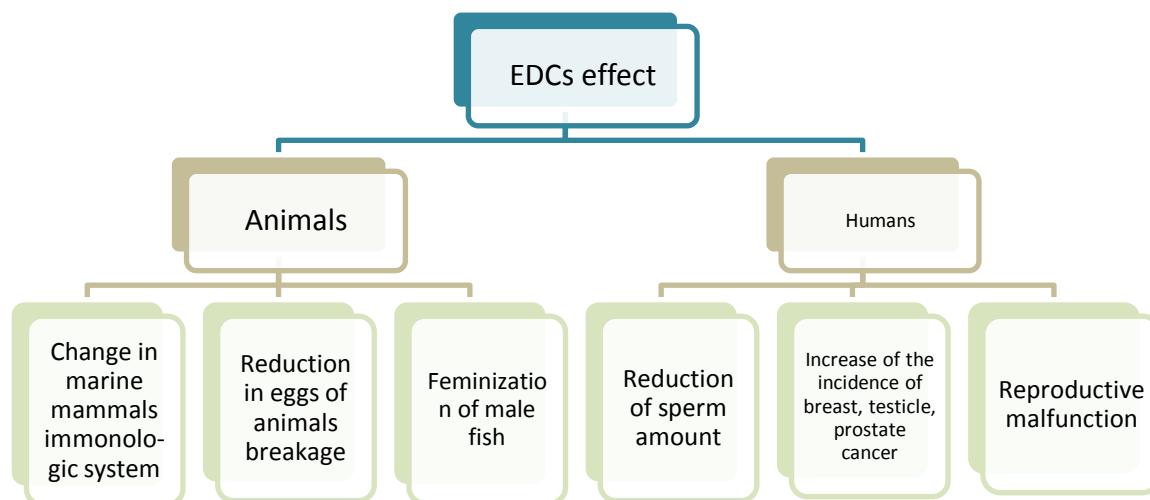 EDCs effect
Animals
Humans
Change in
marine
mammals
immonolo-
gic system
Reduction
in eggs of
animals
breakage
Feminizatio
n of male
fish
Reduction
of sperm
amount
Increase of the
incidence of
breast, testicle,
prostate
cancer
Reproductive
malfunction